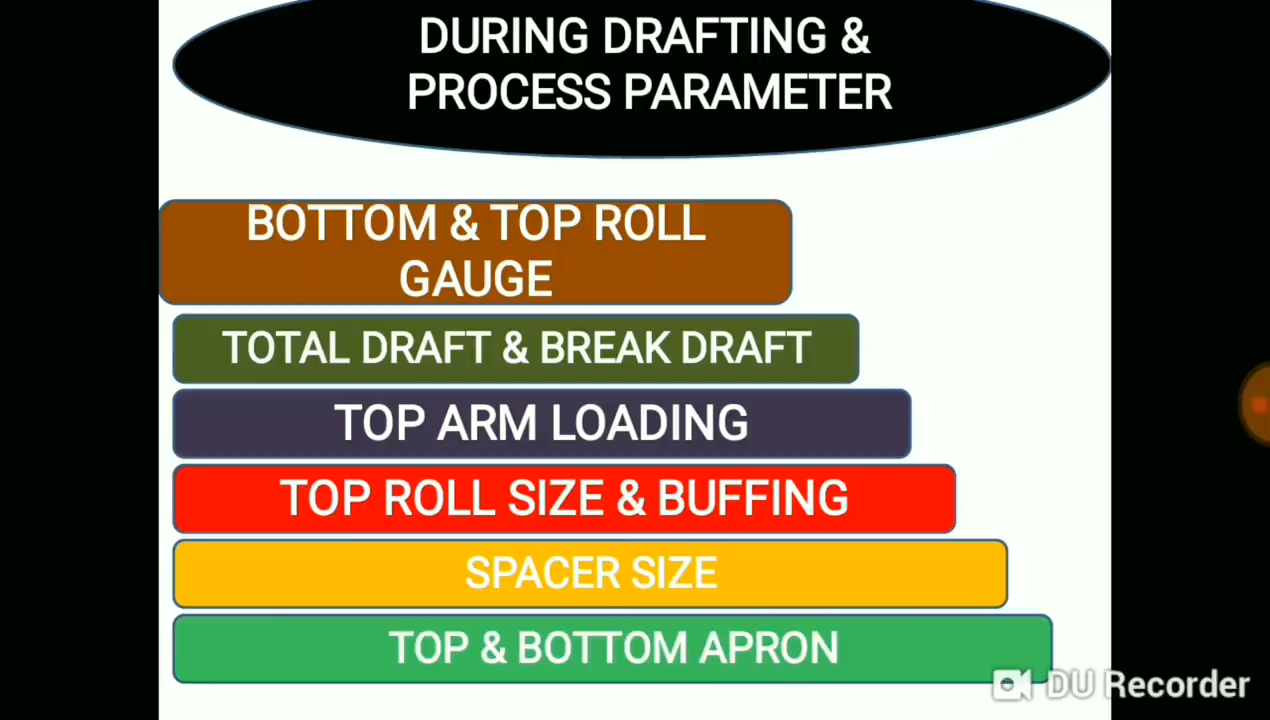 DURING DRAFTING &
PROCESS PARAMETER
BOTTOM & TOP ROLL
GAUGE
TOTAL DRAFT & BREAK DRAFT
TOP ARM LOADING
TOP ROLL SIZE & BUFFING
SPACER SIZE
TOP & BOTTOM APRON
DU Recorder